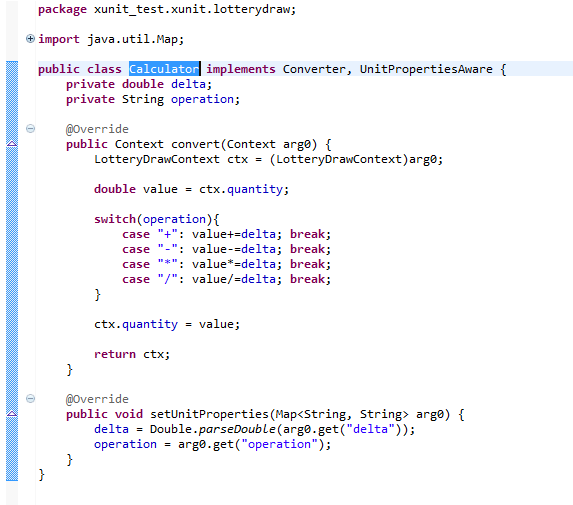 package xunit_test.xunit.lotterydraw;
import java.util.Map;
public class Calculator implements Converter, UnitPropertiesAware {
private double delta;
private String operation;
@Override
public Context convert(Context arg0) {
LotteryDrawContext ctx = (LotteryDrawContext)arg0;
double value = ctx.quantity;
switch(operation){
case "+": value+=delta; break;
case "-": value-=delta; break;
case "*": value*=delta; break;
case "/": value/=delta; break;
}
ctx.quantity = value;
return ctx;
}
@Override
public void setUnitProperties(Map<String, String> arg0) {
delta = Double.parseDouble(arg0.get("delta"));
operation = arg0.get("operation");
}
}